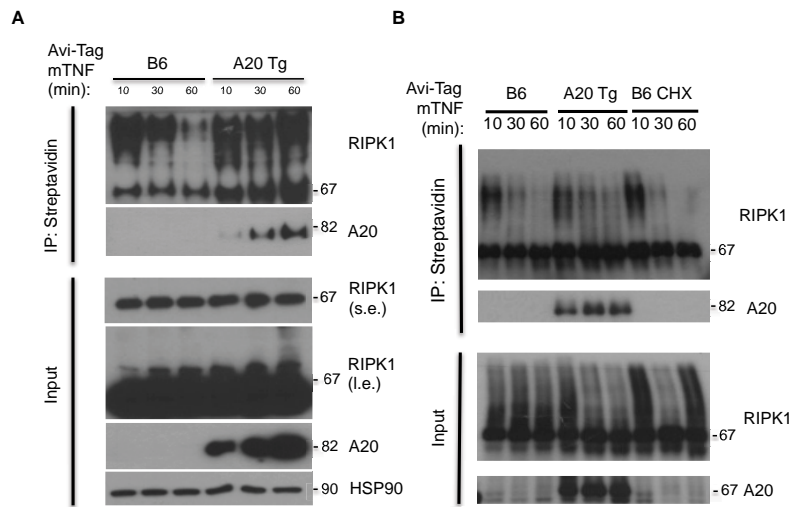 A
Avi-Tag
mTNF
(min):
B6
A20 Tg
10 30 60 10 30 60
IP: Streptavidin
RIPK1
-67
-82 A20
Input
-67 RIPK1
(s.e.)
RIPK1
(l.e.)
-67
-82 A20
-90 HSP90
B
Avi-Tag
mTNF
(min):
B6 A20 Tg B6 CHX
10 30 60 10 30 60 10 30 60
IP: Streptavidin
RIPK1
-67
-82 A20
Input
RIPK1
-67
-67 A20